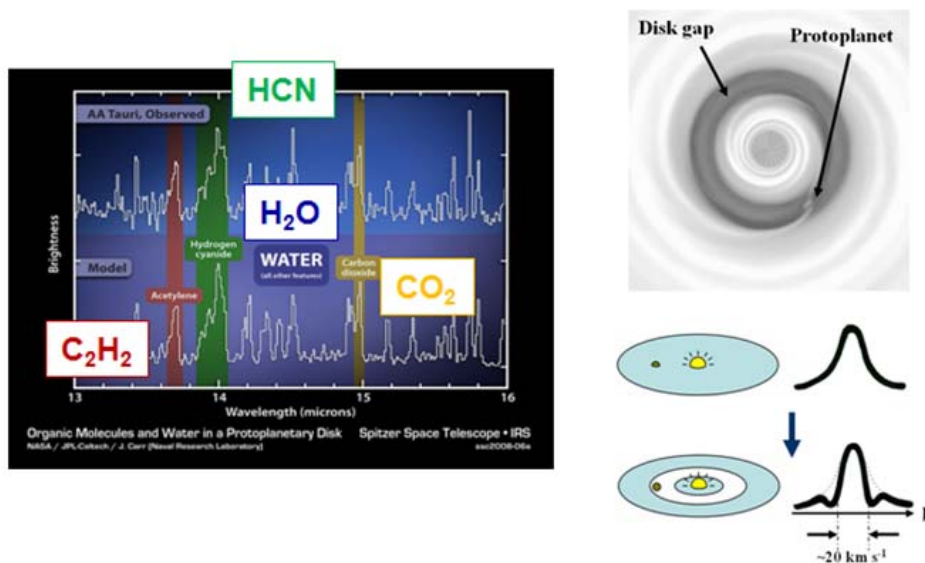 HCN
AA Tauri, Observed
H₂O
Hydrogen
cyanide
WATER
(all other features)
Carbon
dioxide
Model
Acetylene
CO₂
C₂H₂
Brightness
13 14 15 16
Wavelength (microns)
Organic Molecules and Water in a Protoplanetary Disk Spitzer Space Telescope • IRS
NASA / JPL-Caltech / J. Carr (Naval Research Laboratory) ssc2008-06a
Disk gap
Protoplanet
~20 km s⁻¹